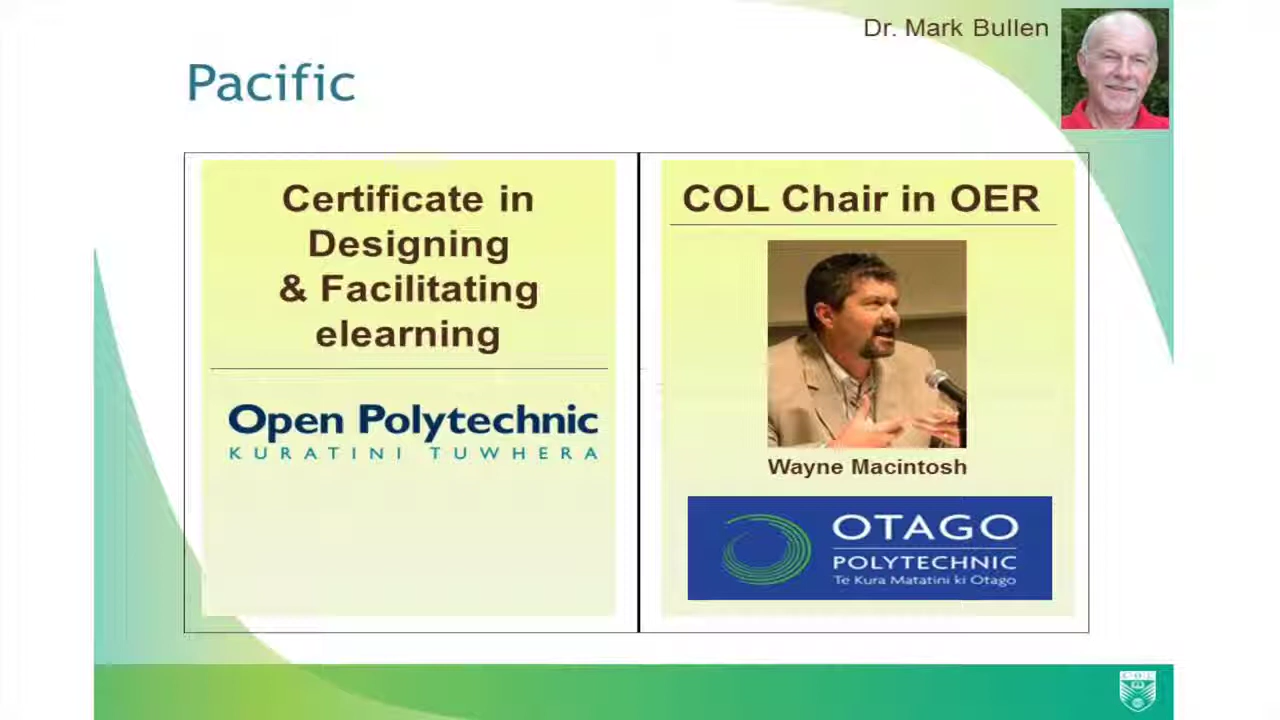 Dr. Mark Bullen
Pacific
Certificate in
Designing
& Facilitating
elearning
Open Polytechnic
KURATINI TUWHERA
COL Chair in OER
Wayne Macintosh
OTAGO
POLYTECHNIC
Te Kura Matatini ki Otago
COL